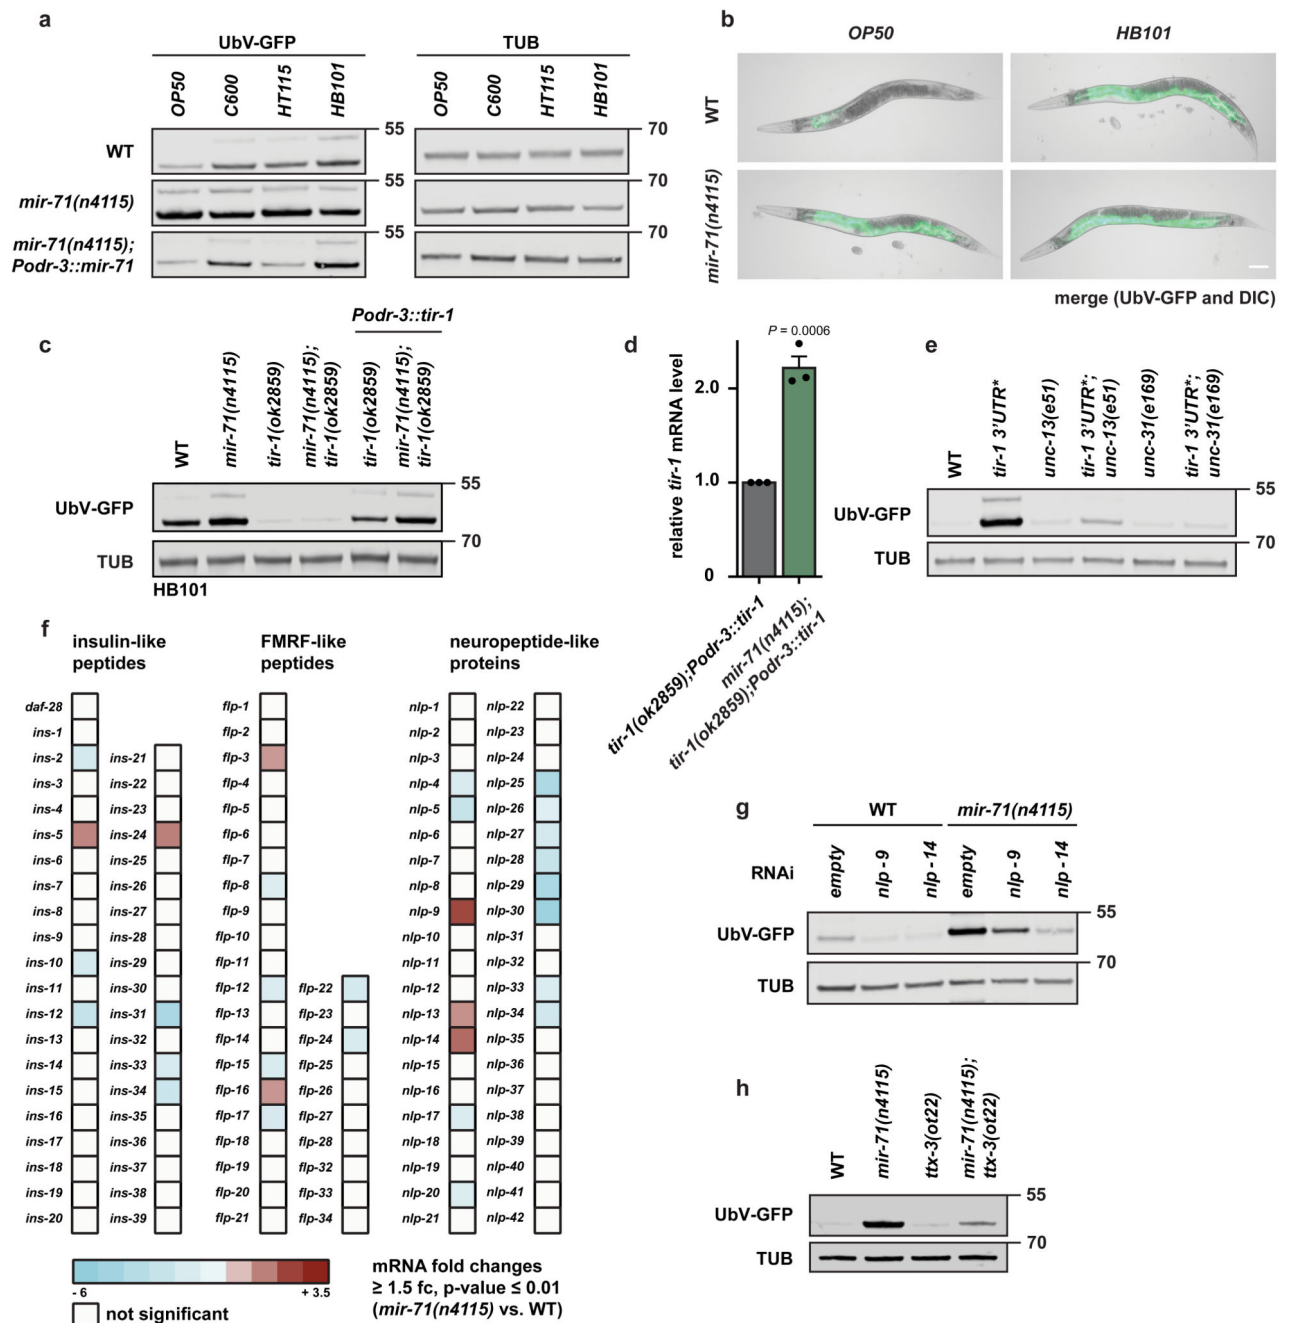 a
UbV-GFP
TUB
OP50
C600
HT115
HB101
OP50
C600
HT115
HB101
WT
55
70
mir-71(n4115)
55
70
mir-71(n4115);
Podr-3::mir-71
55
70
b
OP50
HB101
WT
mir-71(n4115)
merge (UbV-GFP and DIC)
c
Podr-3::tir-1
WT
mir-71(n4115)
tir-1(ok2859)
mir-71(n4115);
tir-1(ok2859)
tir-1(ok2859)
mir-71(n4115);
tir-1(ok2859)
UbV-GFP
55
TUB
70
HB101
d
P = 0.0006
relative tir-1 mRNA level
2.0
1.0
0
tir-1(ok2859);Podr-3::tir-1
mir-71(n4115);
tir-1(ok2859);Podr-3::tir-1
e
WT
tir-1 3'UTR*
unc-13(e51)
tir-1 3'UTR*;
unc-13(e51)
unc-31(e169)
tir-1 3'UTR*;
unc-31(e169)
UbV-GFP
55
TUB
70
f
insulin-like
peptides
daf-28
ins-1
ins-2
ins-3
ins-4
ins-5
ins-6
ins-7
ins-8
ins-9
ins-10
ins-11
ins-12
ins-13
ins-14
ins-15
ins-16
ins-17
ins-18
ins-19
ins-20
ins-21
ins-22
ins-23
ins-24
ins-25
ins-26
ins-27
ins-28
ins-29
ins-30
ins-31
ins-32
ins-33
ins-34
ins-35
ins-36
ins-37
ins-38
ins-39
FMRF-like
peptides
flp-1
flp-2
flp-3
flp-4
flp-5
flp-6
flp-7
flp-8
flp-9
flp-10
flp-11
flp-12
flp-13
flp-14
flp-15
flp-16
flp-17
flp-18
flp-19
flp-20
flp-21
flp-22
flp-23
flp-24
flp-25
flp-26
flp-27
flp-28
flp-32
flp-33
flp-34
neuropeptide-like
proteins
nlp-1
nlp-2
nlp-3
nlp-4
nlp-5
nlp-6
nlp-7
nlp-8
nlp-9
nlp-10
nlp-11
nlp-12
nlp-13
nlp-14
nlp-15
nlp-16
nlp-17
nlp-18
nlp-19
nlp-20
nlp-21
nlp-22
nlp-23
nlp-24
nlp-25
nlp-26
nlp-27
nlp-28
nlp-29
nlp-30
nlp-31
nlp-32
nlp-33
nlp-34
nlp-35
nlp-36
nlp-37
nlp-38
nlp-39
nlp-40
nlp-41
nlp-42
- 6
+ 3.5
not significant
mRNA fold changes
≥ 1.5 fc, p-value ≤ 0.01
(mir-71(n4115) vs. WT)
g
WT
mir-71(n4115)
RNAi
empty
nlp - 9
nlp - 14
empty
nlp - 9
nlp - 14
UbV-GFP
55
TUB
70
h
WT
mir-71(n4115)
ttx-3(ot22)
mir-71(n4115);
ttx-3(ot22)
UbV-GFP
55
TUB
70